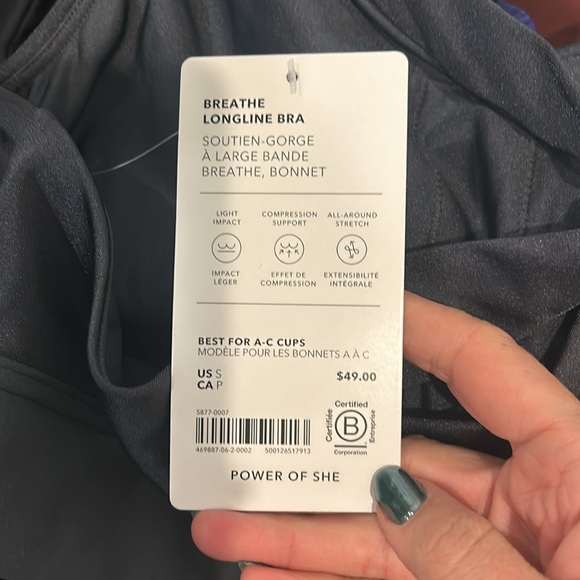 BREATHE
LONGLINE BRA
SOUTIEN-GORGE
À LARGE BANDE
BREATHE, BONNET
LIGHT
IMPACT
COMPRESSION
SUPPORT
ALL-AROUND
STRETCH
IMPACT
LÉGER
EFFET DE
COMPRESSION
EXTENSIBILITÉ
INTÉGRALE
BEST FOR A-C CUPS
MODÈLE POUR LES BONNETS A À C
US S
CA P
$49.00
5877-0007
469887-06-2-0002 500126517913
Certified
Certifiée
B
Entreprise
Corporation
POWER OF SHE